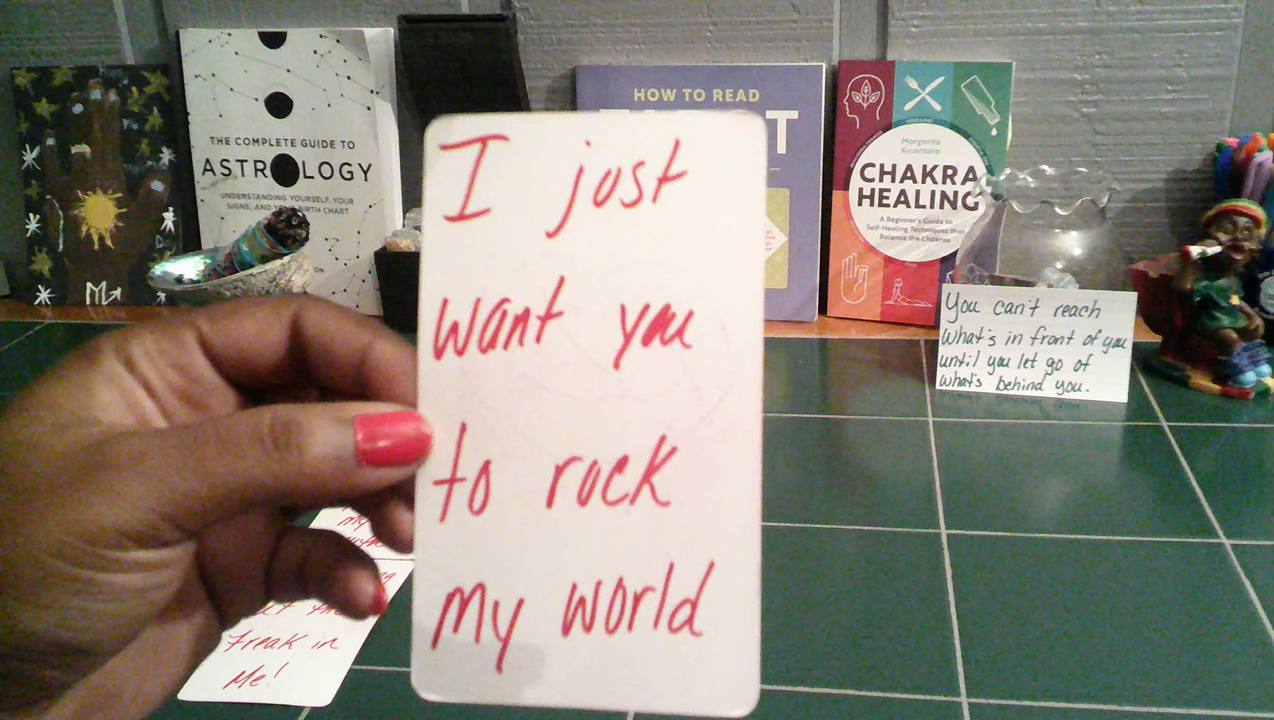 THE COMPLETE GUIDE TO
ASTROLOGY
UNDERSTANDING YOURSELF, YOUR
SIGNS, AND YOUR BIRTH CHART
HOW TO READ
Margarita
Alcantara
CHAKRA
HEALING
A Beginner's Guide to
Self-Healing Techniques that
Balance the Chakras
I just
want you
to rock
my world
You can't reach
what's in front of you
until you let go of
what's behind you.
my
Freak in
Me!